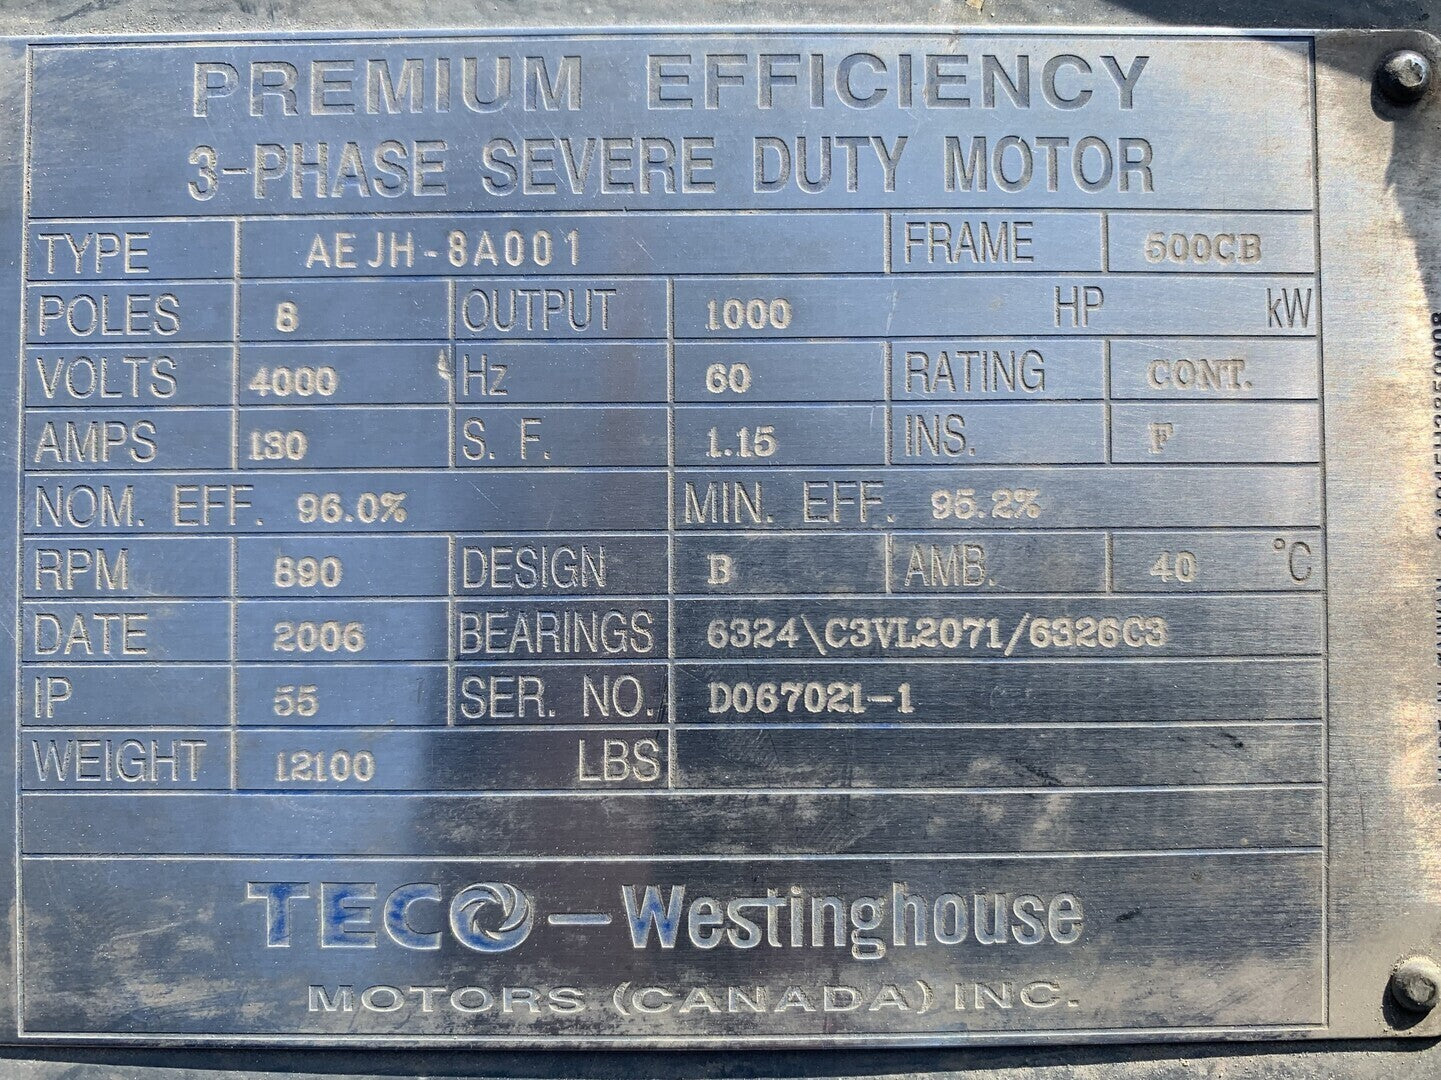 PREMIUM EFFICIENCY
3-PHASE SEVERE DUTY MOTOR
TYPE AEJH-8A001 FRAME 500CB
POLES 8 OUTPUT 1000 HP kW
VOLTS 4000 Hz 60 RATING CONT.
AMPS 130 S. F. 1.15 INS. F
NOM. EFF. 96.0% MIN. EFF. 95.2%
RPM 890 DESIGN B AMB. 40 °C
DATE 2006 BEARINGS 6324\C3VL2071/6326C3
IP 55 SER. NO. D067021-1
WEIGHT 12100 LBS
TECO-Westinghouse
MOTORS (CANADA) INC.